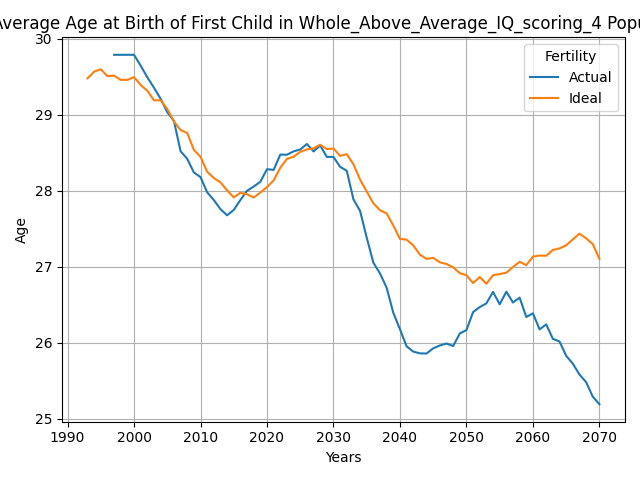 Average Age at Birth of First Child in Whole_Above_Average_IQ_scoring_4
Fertility
Actual
Ideal
30
29
28
27
26
25
Age
1990
2000
2010
2020
2030
2040
2050
2060
2070
Years